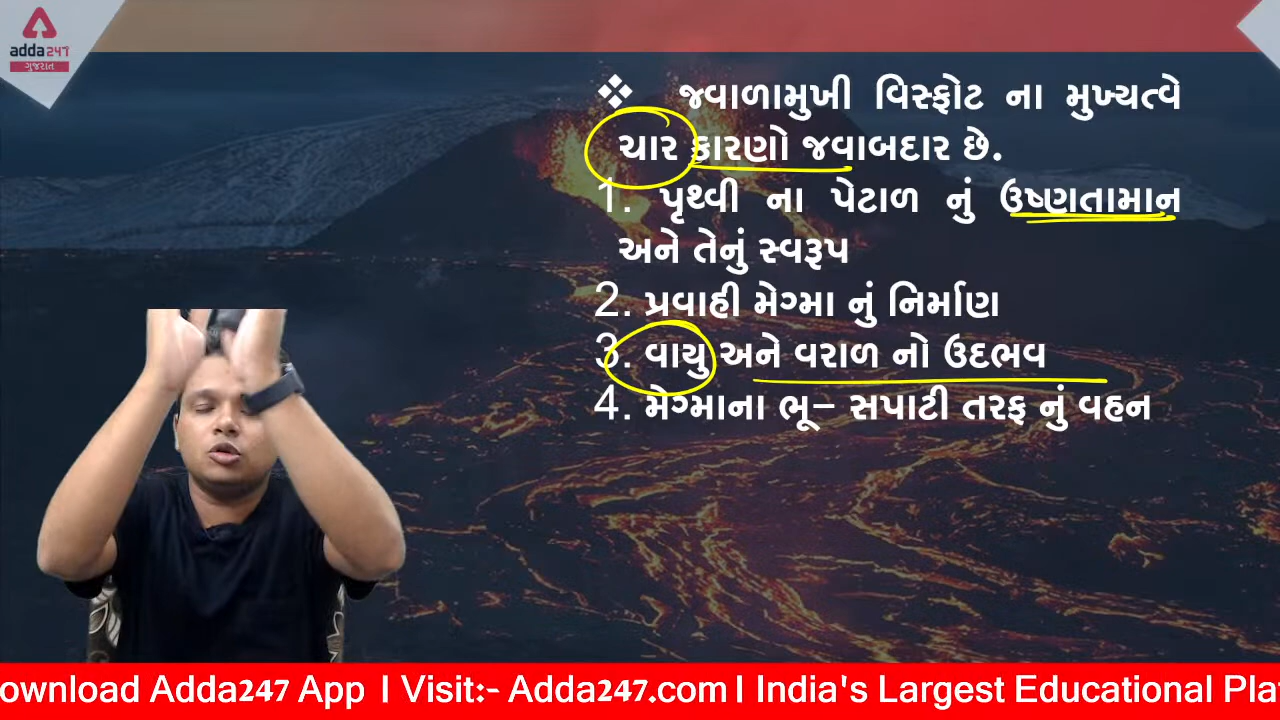 adda247
ગુજરાત
❖ જ્વાળામુખી વિસ્ફોટ ના મુખ્યત્વે
ચાર કારણો જવાબદાર છે.
1. પૃથ્વી ના પેટાળ નું ઉષ્ણતામાન
અને તેનું સ્વરૂપ
2. પ્રવાહી મેગ્મા નું નિર્માણ
3. વાયુ અને વરાળ નો ઉદભવ
4. મેગ્માના ભૂ– સપાટી તરફ નું વહન
ownload Adda247 App | Visit:- Adda247.com | India's Largest Educational Plat